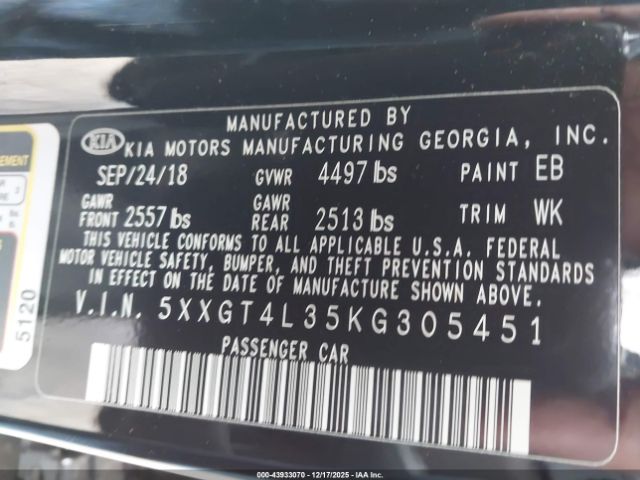 MANUFACTURED BY
KIA KIA MOTORS MANUFACTURING GEORGIA, INC.
SEP/24/18 GVWR 4497 lbs PAINT EB
GAWR FRONT 2557 lbs GAWR REAR 2513 lbs TRIM WK
THIS VEHICLE CONFORMS TO ALL APPLICABLE U.S.A. FEDERAL
MOTOR VEHICLE SAFETY, BUMPER, AND THEFT PREVENTION STANDARDS
IN EFFECT ON THE DATE OF MANUFACTURE SHOWN ABOVE.
V.I.N. 5XXGT4L35KG305451
PASSENGER CAR
5120
000-43933070 - 12/17/2025 - IAA Inc.